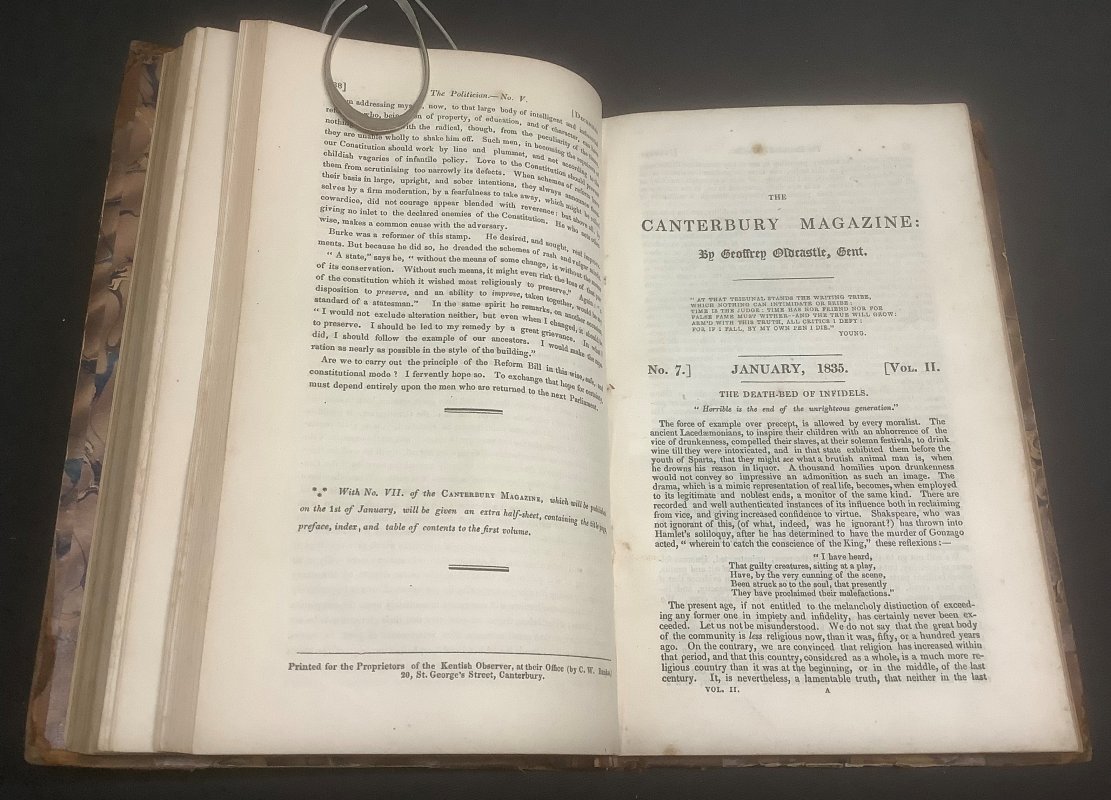 The Politician.—No. V.
addressing now, to that large body of intelligent and
of property, of education, and of character,
with the radical, though, from the peculiarity of the
they are unable wholly to shake him off. Such men, in becoming the
our Constitution should work by line and plummet, and not according
childish vagaries of infantile policy. Love to the Constitution should
them from scrutinising too narrowly its defects. When schemes of
their basis in large, upright, and sober intentions, they always announce
selves by a firm moderation, by a fearfulness to take away, which might be
cowardice, did not courage appear blended with reverence; but above all,
giving no inlet to the declared enemies of the Constitution. He who acts other-
wise, makes a common cause with the adversary.
Burke was a reformer of this stamp. He desired, and sought, real
ments. But because he did so, he dreaded the schemes of rash and vulgar minds.
“ A state,” says he, “ without the means of some change, is without the means
of its conservation. Without such means, it might even risk the loss of that part
of the constitution which it wished most religiously to preserve.” Again,
disposition to preserve, and an ability to improve, taken together, would be
standard of a statesman.” In the same spirit he remarks, on another
“ I would not exclude alteration neither, but even when I changed, it should be
to preserve. I should be led to my remedy by a great grievance. In what I
did, I should follow the example of our ancestors. I would make the repa-
ration as nearly as possible in the style of the building.”
Are we to carry out the principle of the Reform Bill in this wise, safe, and
constitutional mode ? I fervently hope so. To exchange that hope for certainty,
must depend entirely upon the men who are returned to the next Parliament.
⁂ With No. VII. of the CANTERBURY MAGAZINE, which will be published
on the 1st of January, will be given an extra half-sheet, containing the title-page,
preface, index, and table of contents to the first volume.
Printed for the Proprietors of the Kentish Observer, at their Office (by C. W.
20, St. George's Street, Canterbury.
THE
CANTERBURY MAGAZINE:
By Geoffrey Oldcastle, Gent.
“ AT THAT TRIBUNAL STANDS THE WRITING TRIBE,
WHICH NOTHING CAN INTIMIDATE OR BRIBE:
TIME IS THE JUDGE: TIME HAS NOR FRIEND NOR FOE
FALSE FAME MUST WITHER—AND THE TRUE WILL GROW:
ARM'D WITH THIS TRUTH, ALL CRITICS I DEFY:
FOR IF I FALL, BY MY OWN PEN I DIE.”
YOUNG.
No. 7.] JANUARY, 1835. [VOL. II.
THE DEATH-BED OF INFIDELS.
“ Horrible is the end of the unrighteous generation.”
The force of example over precept, is allowed by every moralist. The
ancient Lacedæmonians, to inspire their children with an abhorrence of the
vice of drunkenness, compelled their slaves, at their solemn festivals, to drink
wine till they were intoxicated, and in that state exhibited them before the
youth of Sparta, that they might see what a brutish animal man is, when
he drowns his reason in liquor. A thousand homilies upon drunkenness
would not convey so impressive an admonition as such an image. The
drama, which is a mimic representation of real life, becomes, when employed
to its legitimate and noblest ends, a monitor of the same kind. There are
recorded and well authenticated instances of its influence both in reclaiming
from vice, and giving increased confidence to virtue. Shakspeare, who was
not ignorant of this, (of what, indeed, was he ignorant?) has thrown into
Hamlet's soliloquy, after he has determined to have the murder of Gonzago
acted, “ wherein to catch the conscience of the King,” these reflexions:—
“ I have heard,
That guilty creatures, sitting at a play,
Have, by the very cunning of the scene,
Been struck so to the soul, that presently
They have proclaimed their malefactions.”
The present age, if not entitled to the melancholy distinction of exceed-
ing any former one in impiety and infidelity, has certainly never been ex-
ceeded. Let us not be misunderstood. We do not say that the great body
of the community is less religious now, than it was, fifty, or a hundred years
ago. On the contrary, we are convinced that religion has increased within
that period, and that this country, considered as a whole, is a much more re-
ligious country than it was at the beginning, or in the middle, of the last
century. It, is nevertheless, a lamentable truth, that neither in the last
VOL. II. A